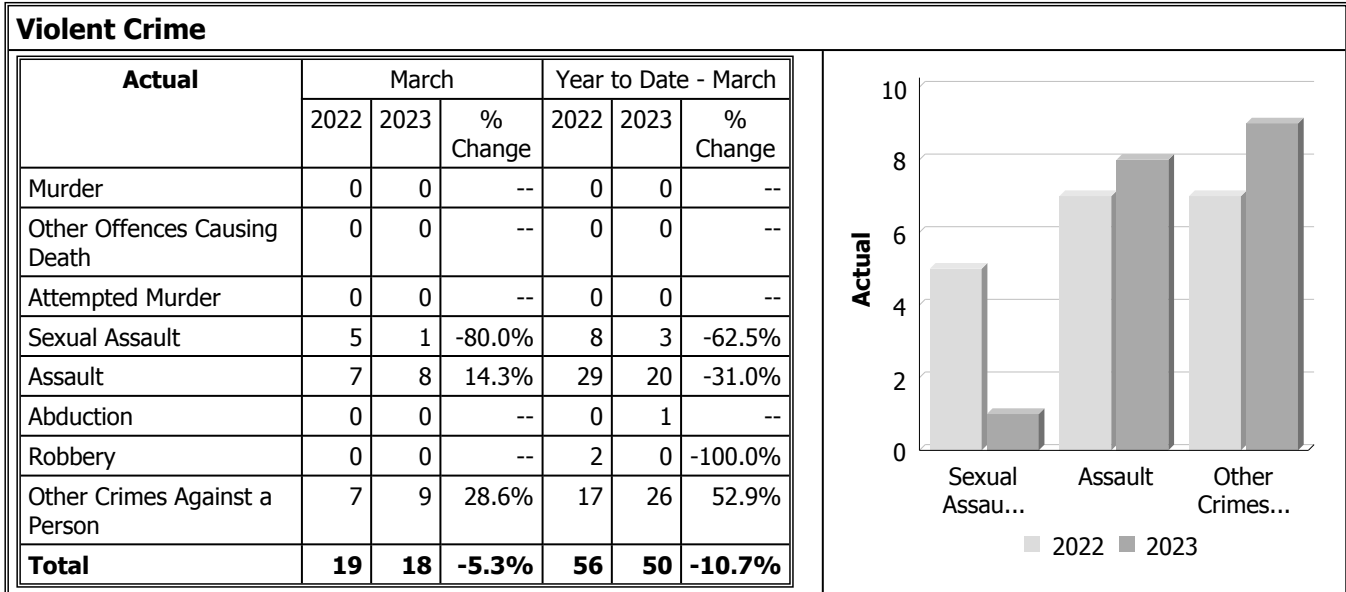 Violent Crime
Actual March Year to Date - March
2022 2023 % Change 2022 2023 % Change
Murder 0 0 -- 0 0 --
Other Offences Causing Death 0 0 -- 0 0 --
Attempted Murder 0 0 -- 0 0 --
Sexual Assault 5 1 -80.0% 8 3 -62.5%
Assault 7 8 14.3% 29 20 -31.0%
Abduction 0 0 -- 0 1 --
Robbery 0 0 -- 2 0 -100.0%
Other Crimes Against a Person 7 9 28.6% 17 26 52.9%
Total 19 18 -5.3% 56 50 -10.7%
Actual
10
8
6
4
2
0
Sexual Assau...
Assault
Other Crimes...
2022 2023